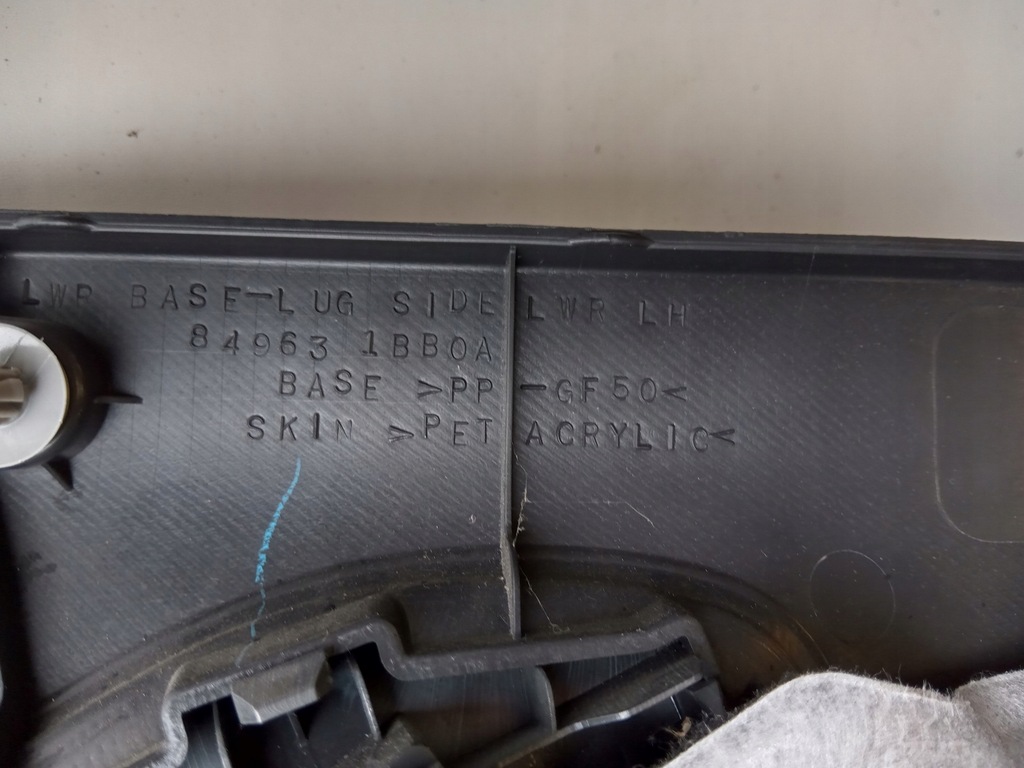 LWR BASE-LUG SIDE LWR LH
84963 1BB0A
BASE >PP-GF50<
SKIN >PET ACRYLIC<